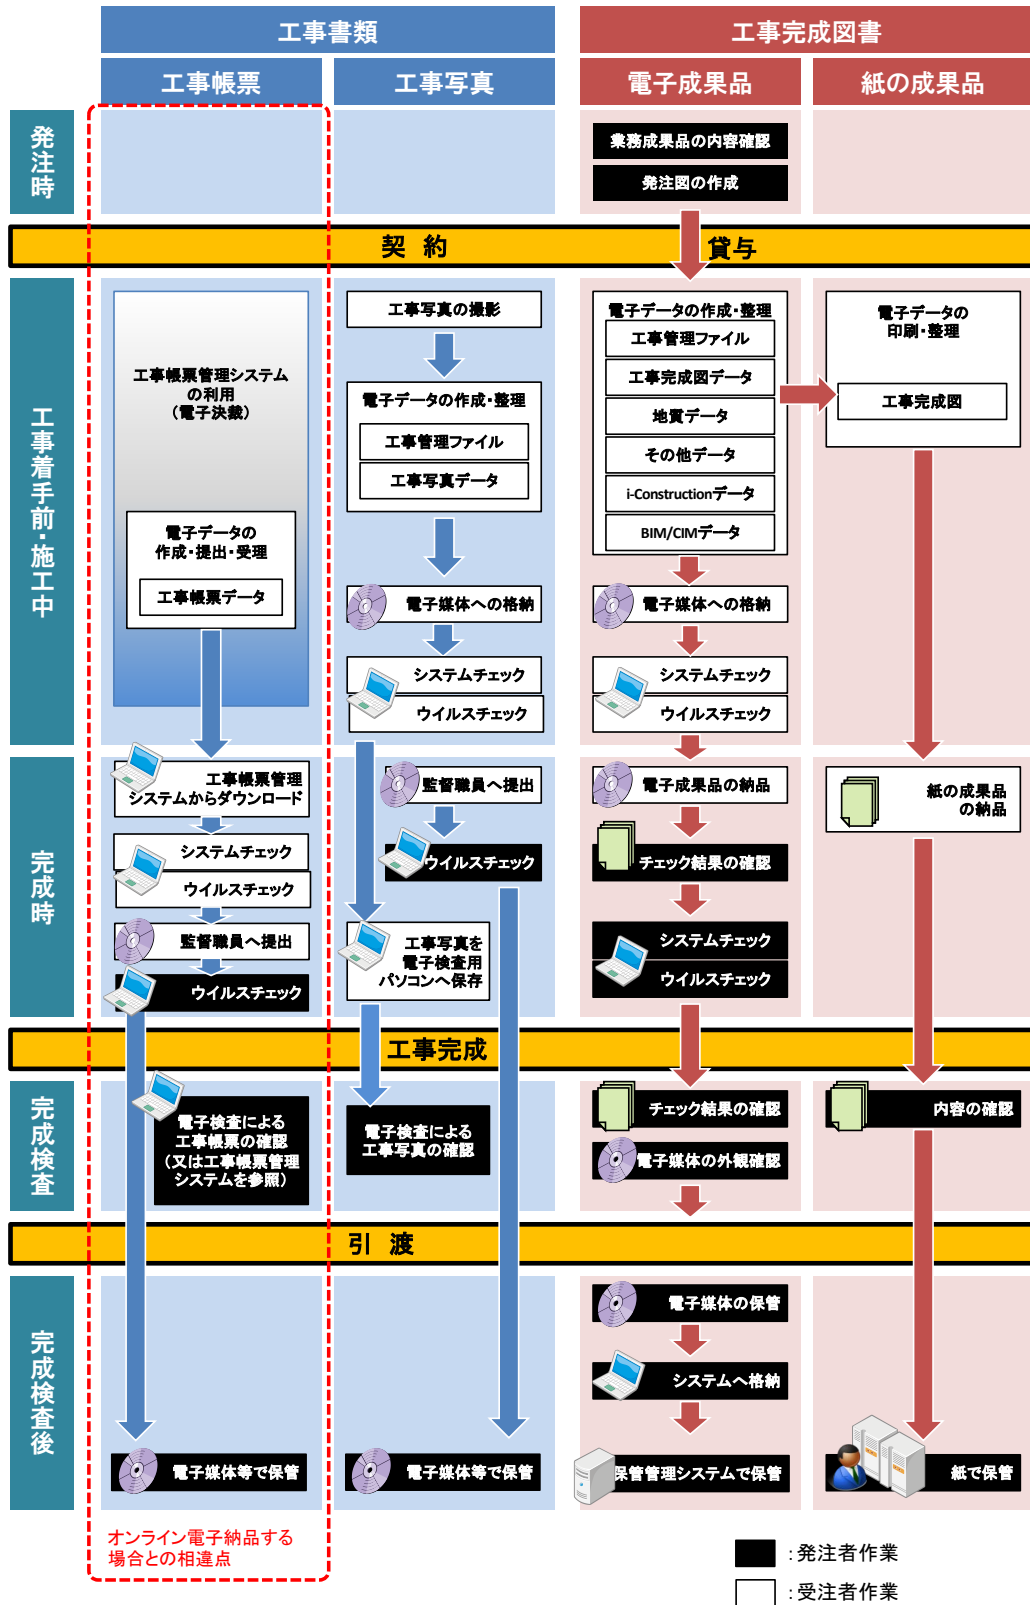 工事書類
工事完成図書
工事帳票
工事写真
電子成果品
紙の成果品
発注時
業務成果品の内容確認
発注図の作成
契 約
貸与
工事着手前・施工中
工事帳票管理システム
の利用
（電子決裁）
電子データの
作成・提出・受理
工事帳票データ
工事写真の撮影
電子データの作成・整理
工事管理ファイル
工事写真データ
電子媒体への格納
システムチェック
ウイルスチェック
電子データの作成・整理
工事管理ファイル
工事完成図データ
地質データ
その他データ
i-Constructionデータ
BIM/CIMデータ
電子媒体への格納
システムチェック
ウイルスチェック
電子データの
印刷・整理
工事完成図
完成時
工事帳票管理
システムからダウンロード
システムチェック
ウイルスチェック
監督職員へ提出
ウイルスチェック
監督職員へ提出
ウイルスチェック
工事写真を
電子検査用
パソコンへ保存
電子成果品の納品
チェック結果の確認
システムチェック
ウイルスチェック
紙の成果品
の納品
工事完成
完成検査
電子検査による
工事帳票の確認
（又は工事帳票管理
システムを参照）
電子検査による
工事写真の確認
チェック結果の確認
電子媒体の外観確認
内容の確認
引 渡
完成検査後
電子媒体等で保管
電子媒体等で保管
電子媒体の保管
システムへ格納
保管管理システムで保管
紙で保管
オンライン電子納品する
場合との相違点
：発注者作業
：受注者作業